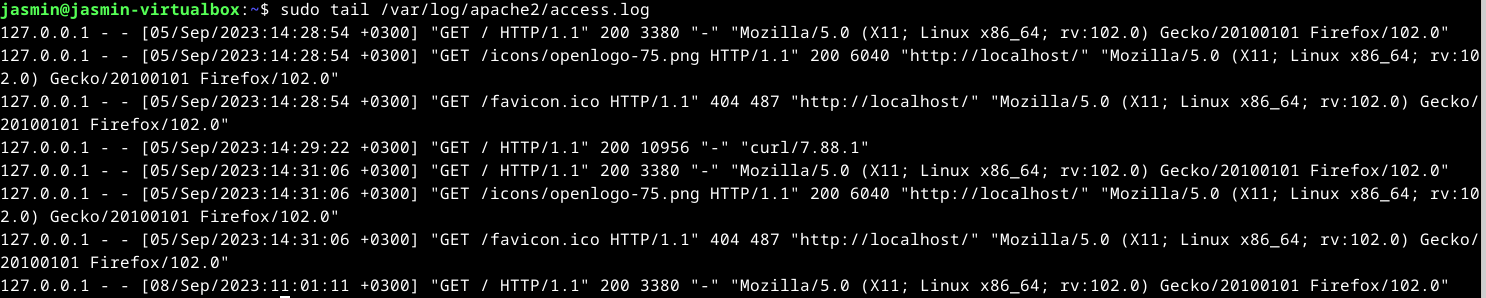 jasmin@jasmin-virtualbox:~$ sudo tail /var/log/apache2/access.log
127.0.0.1 - - [05/Sep/2023:14:28:54 +0300] "GET / HTTP/1.1" 200 3380 "-" "Mozilla/5.0 (X11; Linux x86_64; rv:102.0) Gecko/20100101 Firefox/102.0"
127.0.0.1 - - [05/Sep/2023:14:28:54 +0300] "GET /icons/openlogo-75.png HTTP/1.1" 200 6040 "http://localhost/" "Mozilla/5.0 (X11; Linux x86_64; rv:10
2.0) Gecko/20100101 Firefox/102.0"
127.0.0.1 - - [05/Sep/2023:14:28:54 +0300] "GET /favicon.ico HTTP/1.1" 404 487 "http://localhost/" "Mozilla/5.0 (X11; Linux x86_64; rv:102.0) Gecko/
20100101 Firefox/102.0"
127.0.0.1 - - [05/Sep/2023:14:29:22 +0300] "GET / HTTP/1.1" 200 10956 "-" "curl/7.88.1"
127.0.0.1 - - [05/Sep/2023:14:31:06 +0300] "GET / HTTP/1.1" 200 3380 "-" "Mozilla/5.0 (X11; Linux x86_64; rv:102.0) Gecko/20100101 Firefox/102.0"
127.0.0.1 - - [05/Sep/2023:14:31:06 +0300] "GET /icons/openlogo-75.png HTTP/1.1" 200 6040 "http://localhost/" "Mozilla/5.0 (X11; Linux x86_64; rv:10
2.0) Gecko/20100101 Firefox/102.0"
127.0.0.1 - - [05/Sep/2023:14:31:06 +0300] "GET /favicon.ico HTTP/1.1" 404 487 "http://localhost/" "Mozilla/5.0 (X11; Linux x86_64; rv:102.0) Gecko/
20100101 Firefox/102.0"
127.0.0.1 - - [08/Sep/2023:11:01:11 +0300] "GET / HTTP/1.1" 200 3380 "-" "Mozilla/5.0 (X11; Linux x86_64; rv:102.0) Gecko/20100101 Firefox/102.0"